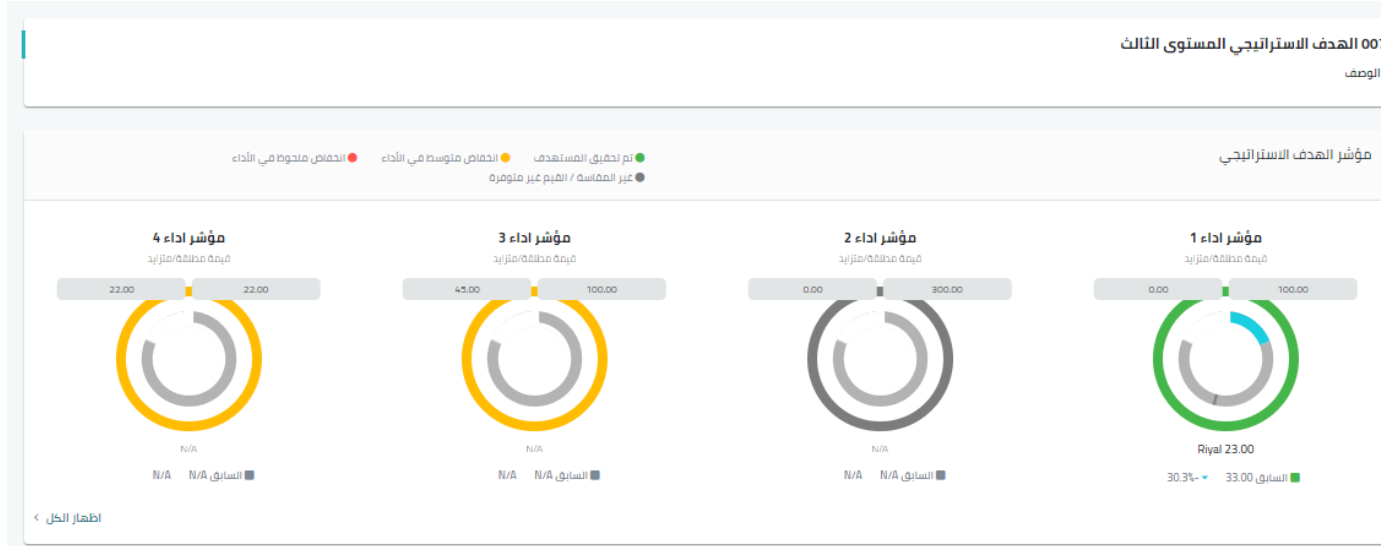 001 الهدف الاستراتيجي المستوى الثالث
الوصف
مؤشر الهدف الاستراتيجي
تم تحقيق المستهدف
انخفاض متوسط في الأداء
انخفاض ملحوظ في الأداء
غير المقاسة / القيم غير متوفرة
مؤشر اداء 1
قيمة مطلقة/متزايد
100.00
0.00
Riyal 23.00
السابق 33.00 -30.3%
مؤشر اداء 2
قيمة مطلقة/متزايد
300.00
0.00
N/A
السابق N/A N/A
مؤشر اداء 3
قيمة مطلقة/متزايد
100.00
45.00
N/A
السابق N/A N/A
مؤشر اداء 4
قيمة مطلقة/متزايد
22.00
22.00
N/A
السابق N/A N/A
اظهار الكل